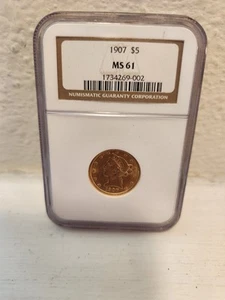 1907 $5
MS 61
1734269-002
NUMISMATIC GUARANTY CORPORATION